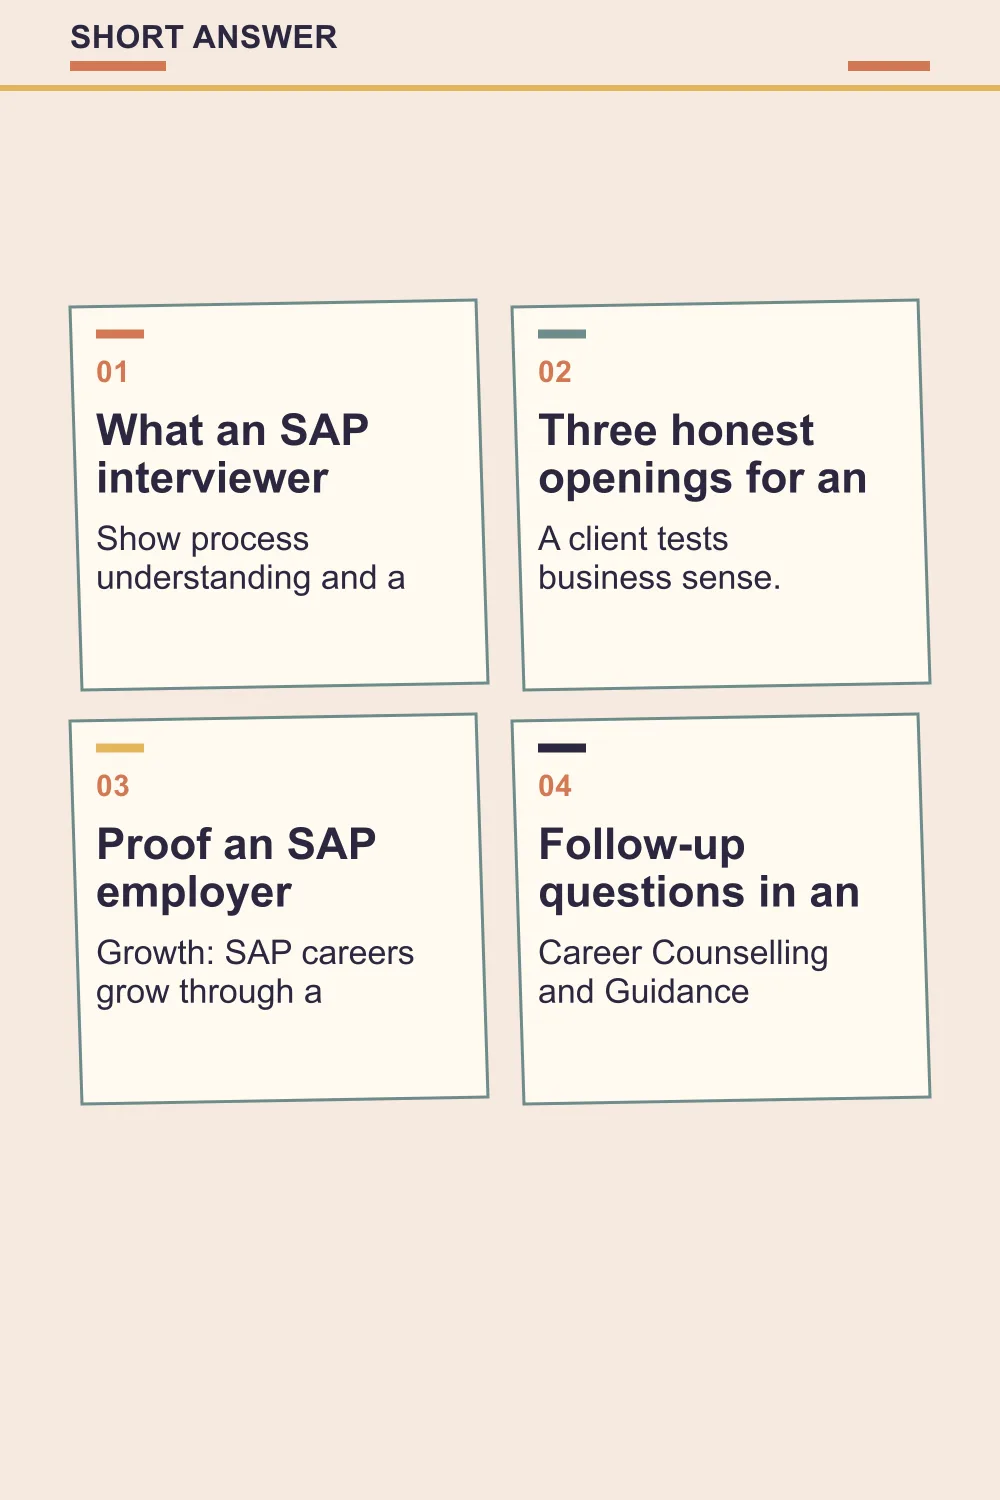 SHORT ANSWER
01
What an SAP
interviewer
Show process
understanding and a
02
Three honest
openings for an
A client tests
business sense.
03
Proof an SAP
employer
Growth: SAP careers
grow through a
04
Follow-up
questions in an
Career Counselling
and Guidance